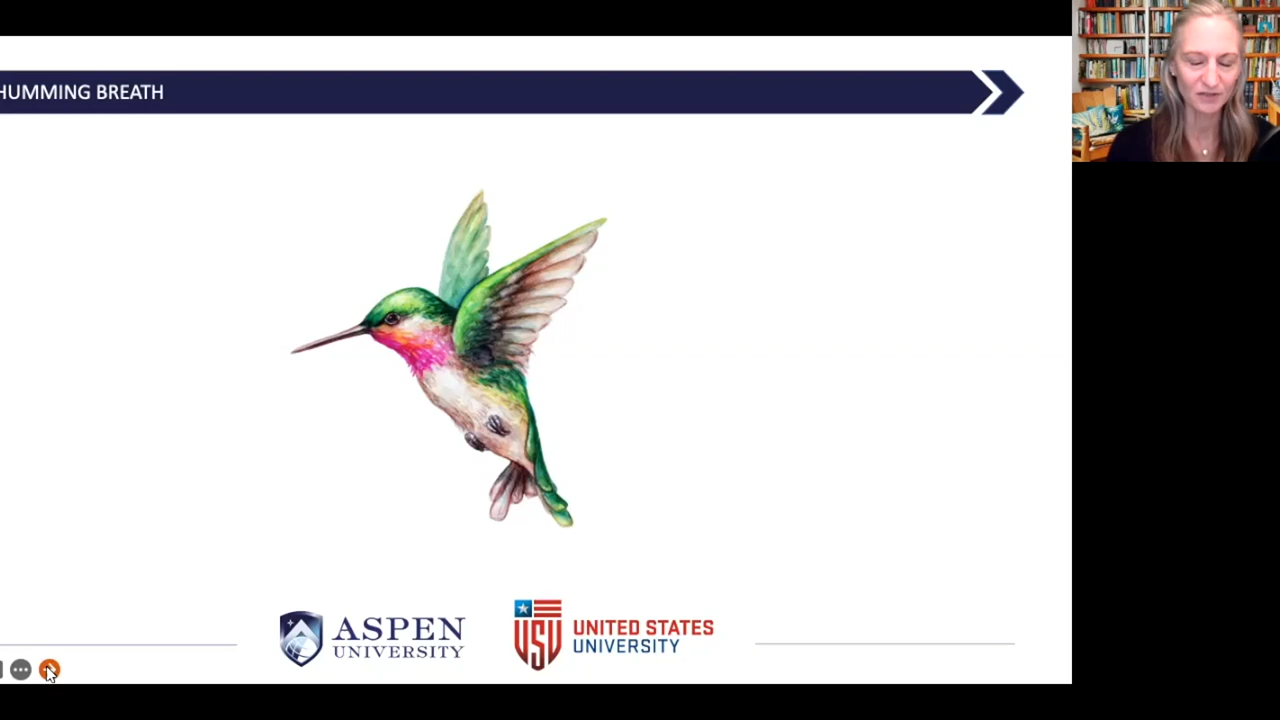 HUMMING BREATH
ASPEN
UNIVERSITY
USU
UNITED STATES
UNIVERSITY